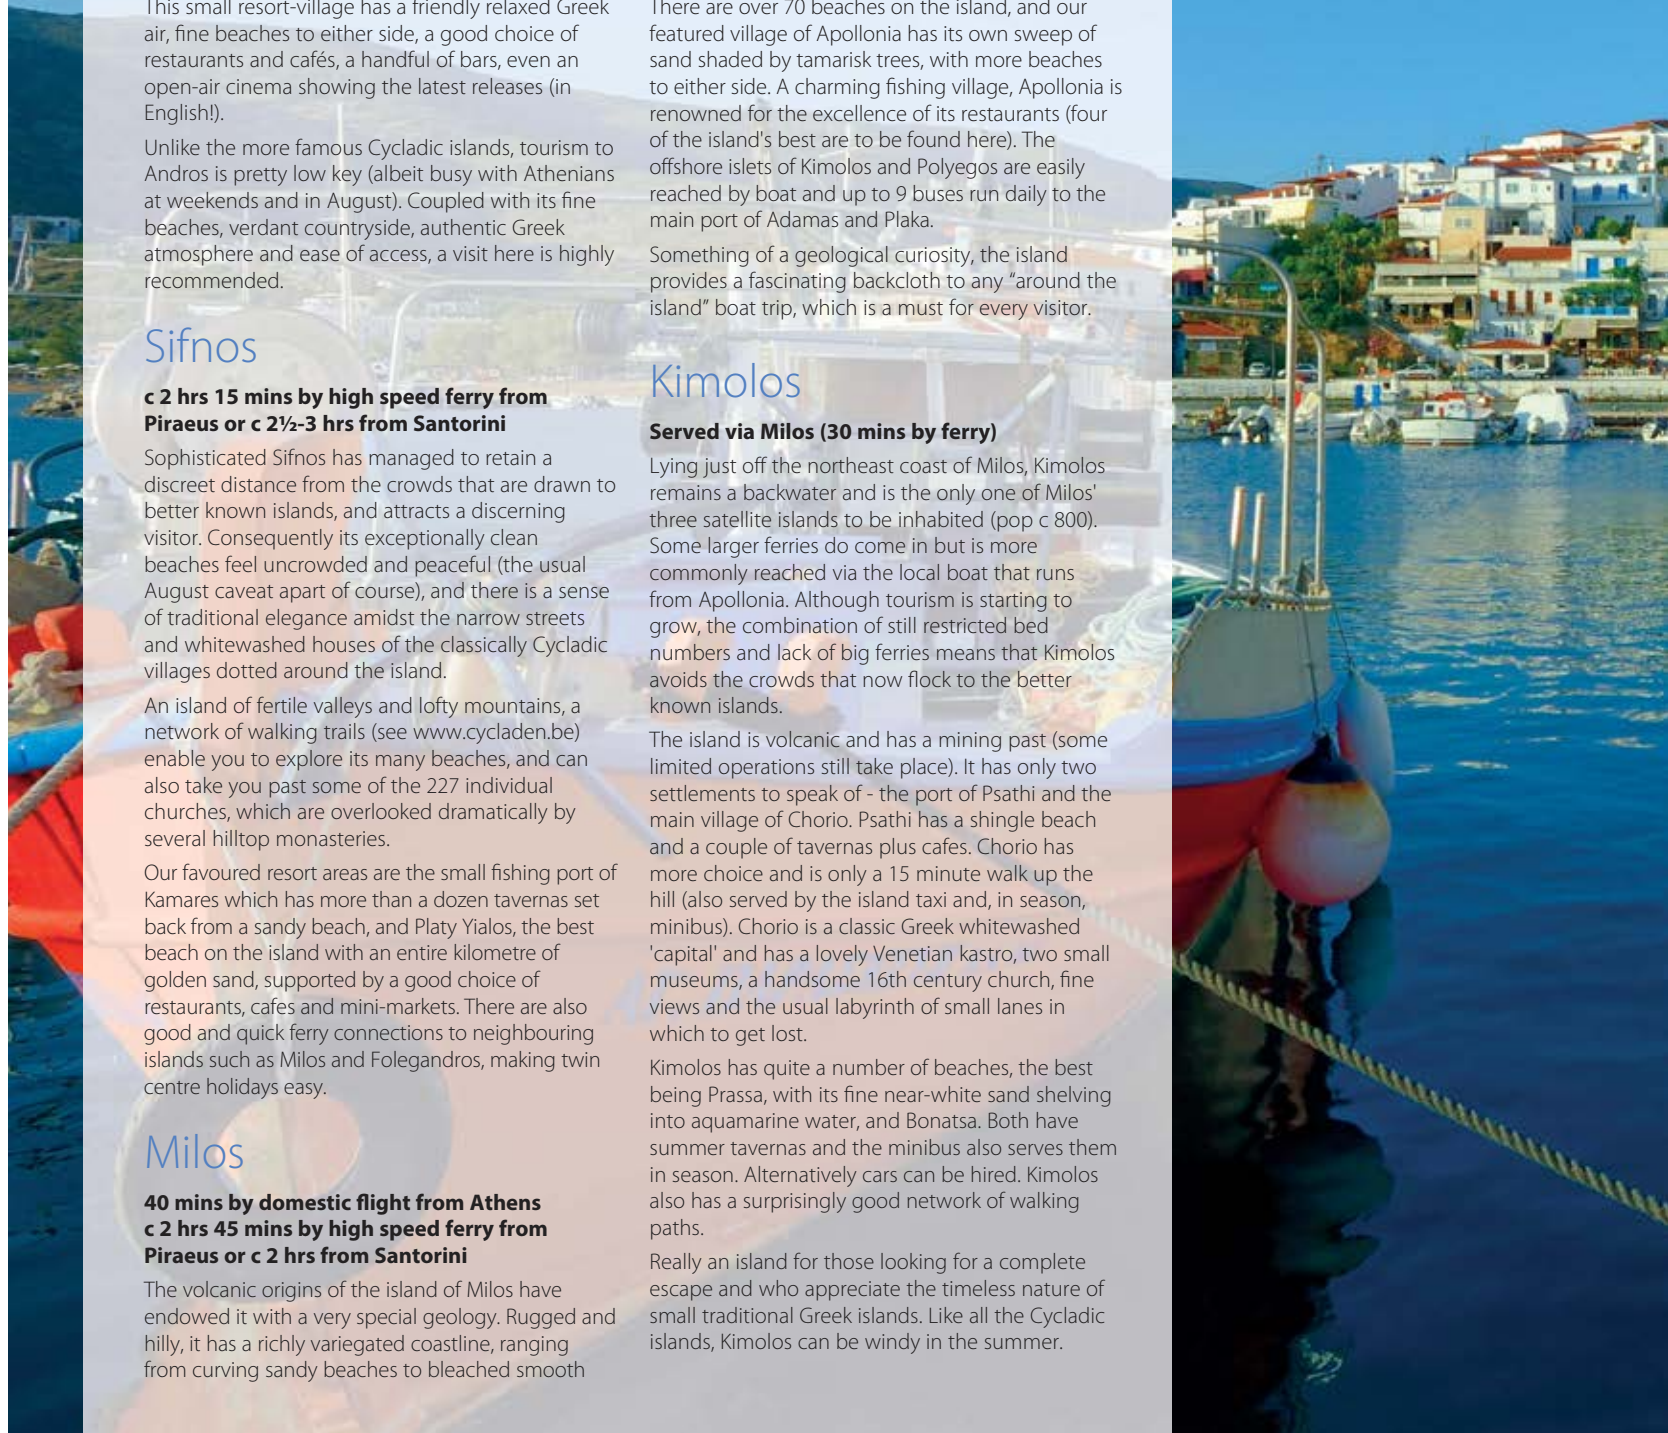 This small resort-village has a friendly relaxed Greek
air, fine beaches to either side, a good choice of
restaurants and cafés, a handful of bars, even an
open-air cinema showing the latest releases (in
English!).
Unlike the more famous Cycladic islands, tourism to
Andros is pretty low key (albeit busy with Athenians
at weekends and in August). Coupled with its fine
beaches, verdant countryside, authentic Greek
atmosphere and ease of access, a visit here is highly
recommended.
Sifnos
c 2 hrs 15 mins by high speed ferry from
Piraeus or c 2½-3 hrs from Santorini
Sophisticated Sifnos has managed to retain a
discreet distance from the crowds that are drawn to
better known islands, and attracts a discerning
visitor. Consequently its exceptionally clean
beaches feel uncrowded and peaceful (the usual
August caveat apart of course), and there is a sense
of traditional elegance amidst the narrow streets
and whitewashed houses of the classically Cycladic
villages dotted around the island.
An island of fertile valleys and lofty mountains, a
network of walking trails (see www.cycladen.be)
enable you to explore its many beaches, and can
also take you past some of the 227 individual
churches, which are overlooked dramatically by
several hilltop monasteries.
Our favoured resort areas are the small fishing port of
Kamares which has more than a dozen tavernas set
back from a sandy beach, and Platy Yialos, the best
beach on the island with an entire kilometre of
golden sand, supported by a good choice of
restaurants, cafes and mini-markets. There are also
good and quick ferry connections to neighbouring
islands such as Milos and Folegandros, making twin
centre holidays easy.
Milos
40 mins by domestic flight from Athens
c 2 hrs 45 mins by high speed ferry from
Piraeus or c 2 hrs from Santorini
The volcanic origins of the island of Milos have
endowed it with a very special geology. Rugged and
hilly, it has a richly variegated coastline, ranging
from curving sandy beaches to bleached smooth
There are over 70 beaches on the island, and our
featured village of Apollonia has its own sweep of
sand shaded by tamarisk trees, with more beaches
to either side. A charming fishing village, Apollonia is
renowned for the excellence of its restaurants (four
of the island's best are to be found here). The
offshore islets of Kimolos and Polyegos are easily
reached by boat and up to 9 buses run daily to the
main port of Adamas and Plaka.
Something of a geological curiosity, the island
provides a fascinating backcloth to any “around the
island” boat trip, which is a must for every visitor.
Kimolos
Served via Milos (30 mins by ferry)
Lying just off the northeast coast of Milos, Kimolos
remains a backwater and is the only one of Milos'
three satellite islands to be inhabited (pop c 800).
Some larger ferries do come in but is more
commonly reached via the local boat that runs
from Apollonia. Although tourism is starting to
grow, the combination of still restricted bed
numbers and lack of big ferries means that Kimolos
avoids the crowds that now flock to the better
known islands.
The island is volcanic and has a mining past (some
limited operations still take place). It has only two
settlements to speak of - the port of Psathi and the
main village of Chorio. Psathi has a shingle beach
and a couple of tavernas plus cafes. Chorio has
more choice and is only a 15 minute walk up the
hill (also served by the island taxi and, in season,
minibus). Chorio is a classic Greek whitewashed
'capital' and has a lovely Venetian kastro, two small
museums, a handsome 16th century church, fine
views and the usual labyrinth of small lanes in
which to get lost.
Kimolos has quite a number of beaches, the best
being Prassa, with its fine near-white sand shelving
into aquamarine water, and Bonatsa. Both have
summer tavernas and the minibus also serves them
in season. Alternatively cars can be hired. Kimolos
also has a surprisingly good network of walking
paths.
Really an island for those looking for a complete
escape and who appreciate the timeless nature of
small traditional Greek islands. Like all the Cycladic
islands, Kimolos can be windy in the summer.